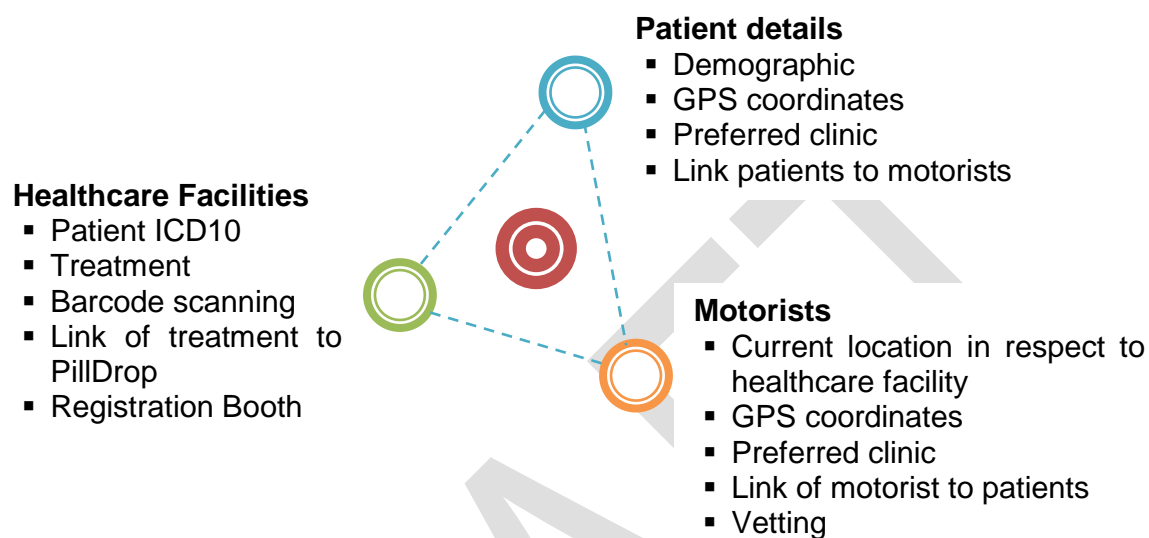 Patient details
▪ Demographic
▪ GPS coordinates
▪ Preferred clinic
▪ Link patients to motorists
Healthcare Facilities
▪ Patient ICD10
▪ Treatment
▪ Barcode scanning
▪ Link of treatment to
PillDrop
▪ Registration Booth
Motorists
▪ Current location in respect to
healthcare facility
▪ GPS coordinates
▪ Preferred clinic
▪ Link of motorist to patients
▪ Vetting